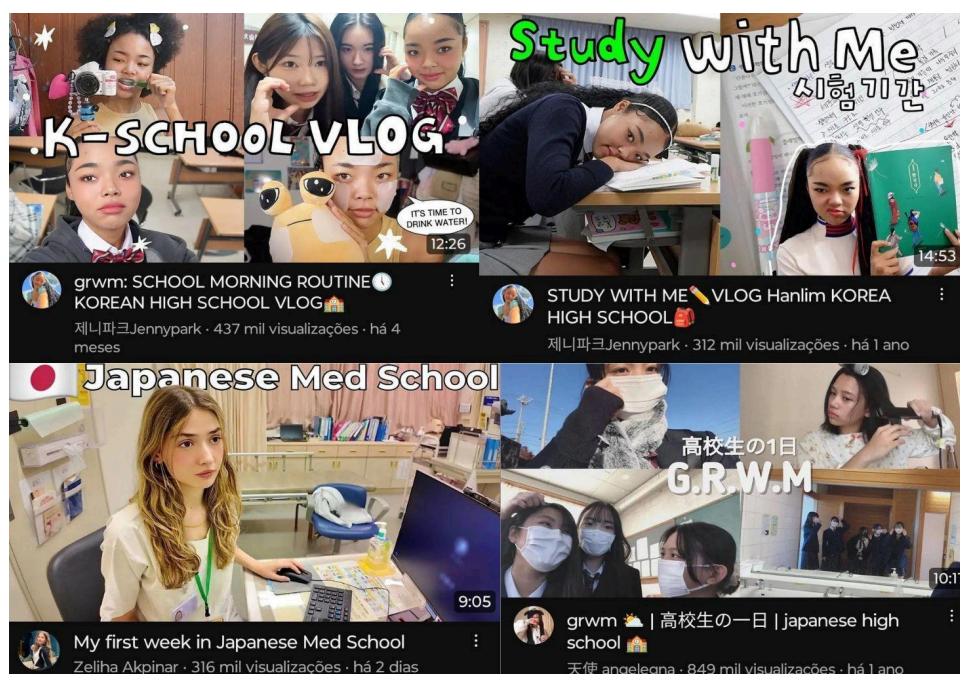 K-SCHOOL VLOG
IT'S TIME TO
DRINK WATER!
12:26
grwm: SCHOOL MORNING ROUTINE🕔
KOREAN HIGH SCHOOL VLOG🏫
제니파크Jennypark · 437 mil visualizações · há 4
meses
Study with Me
시험기간
14:53
STUDY WITH ME✏️VLOG Hanlim KOREA
HIGH SCHOOL🎒
제니파크Jennypark · 312 mil visualizações · há 1 ano
Japanese Med School
9:05
My first week in Japanese Med School
Zeliha Akpinar · 316 mil visualizações · há 2 dias
高校生の1日
G.R.W.M
10:17
grwm ⛅ | 高校生の一日 | japanese high
school 🏫
天使 angelegna · 849 mil visualizações · há 1 ano